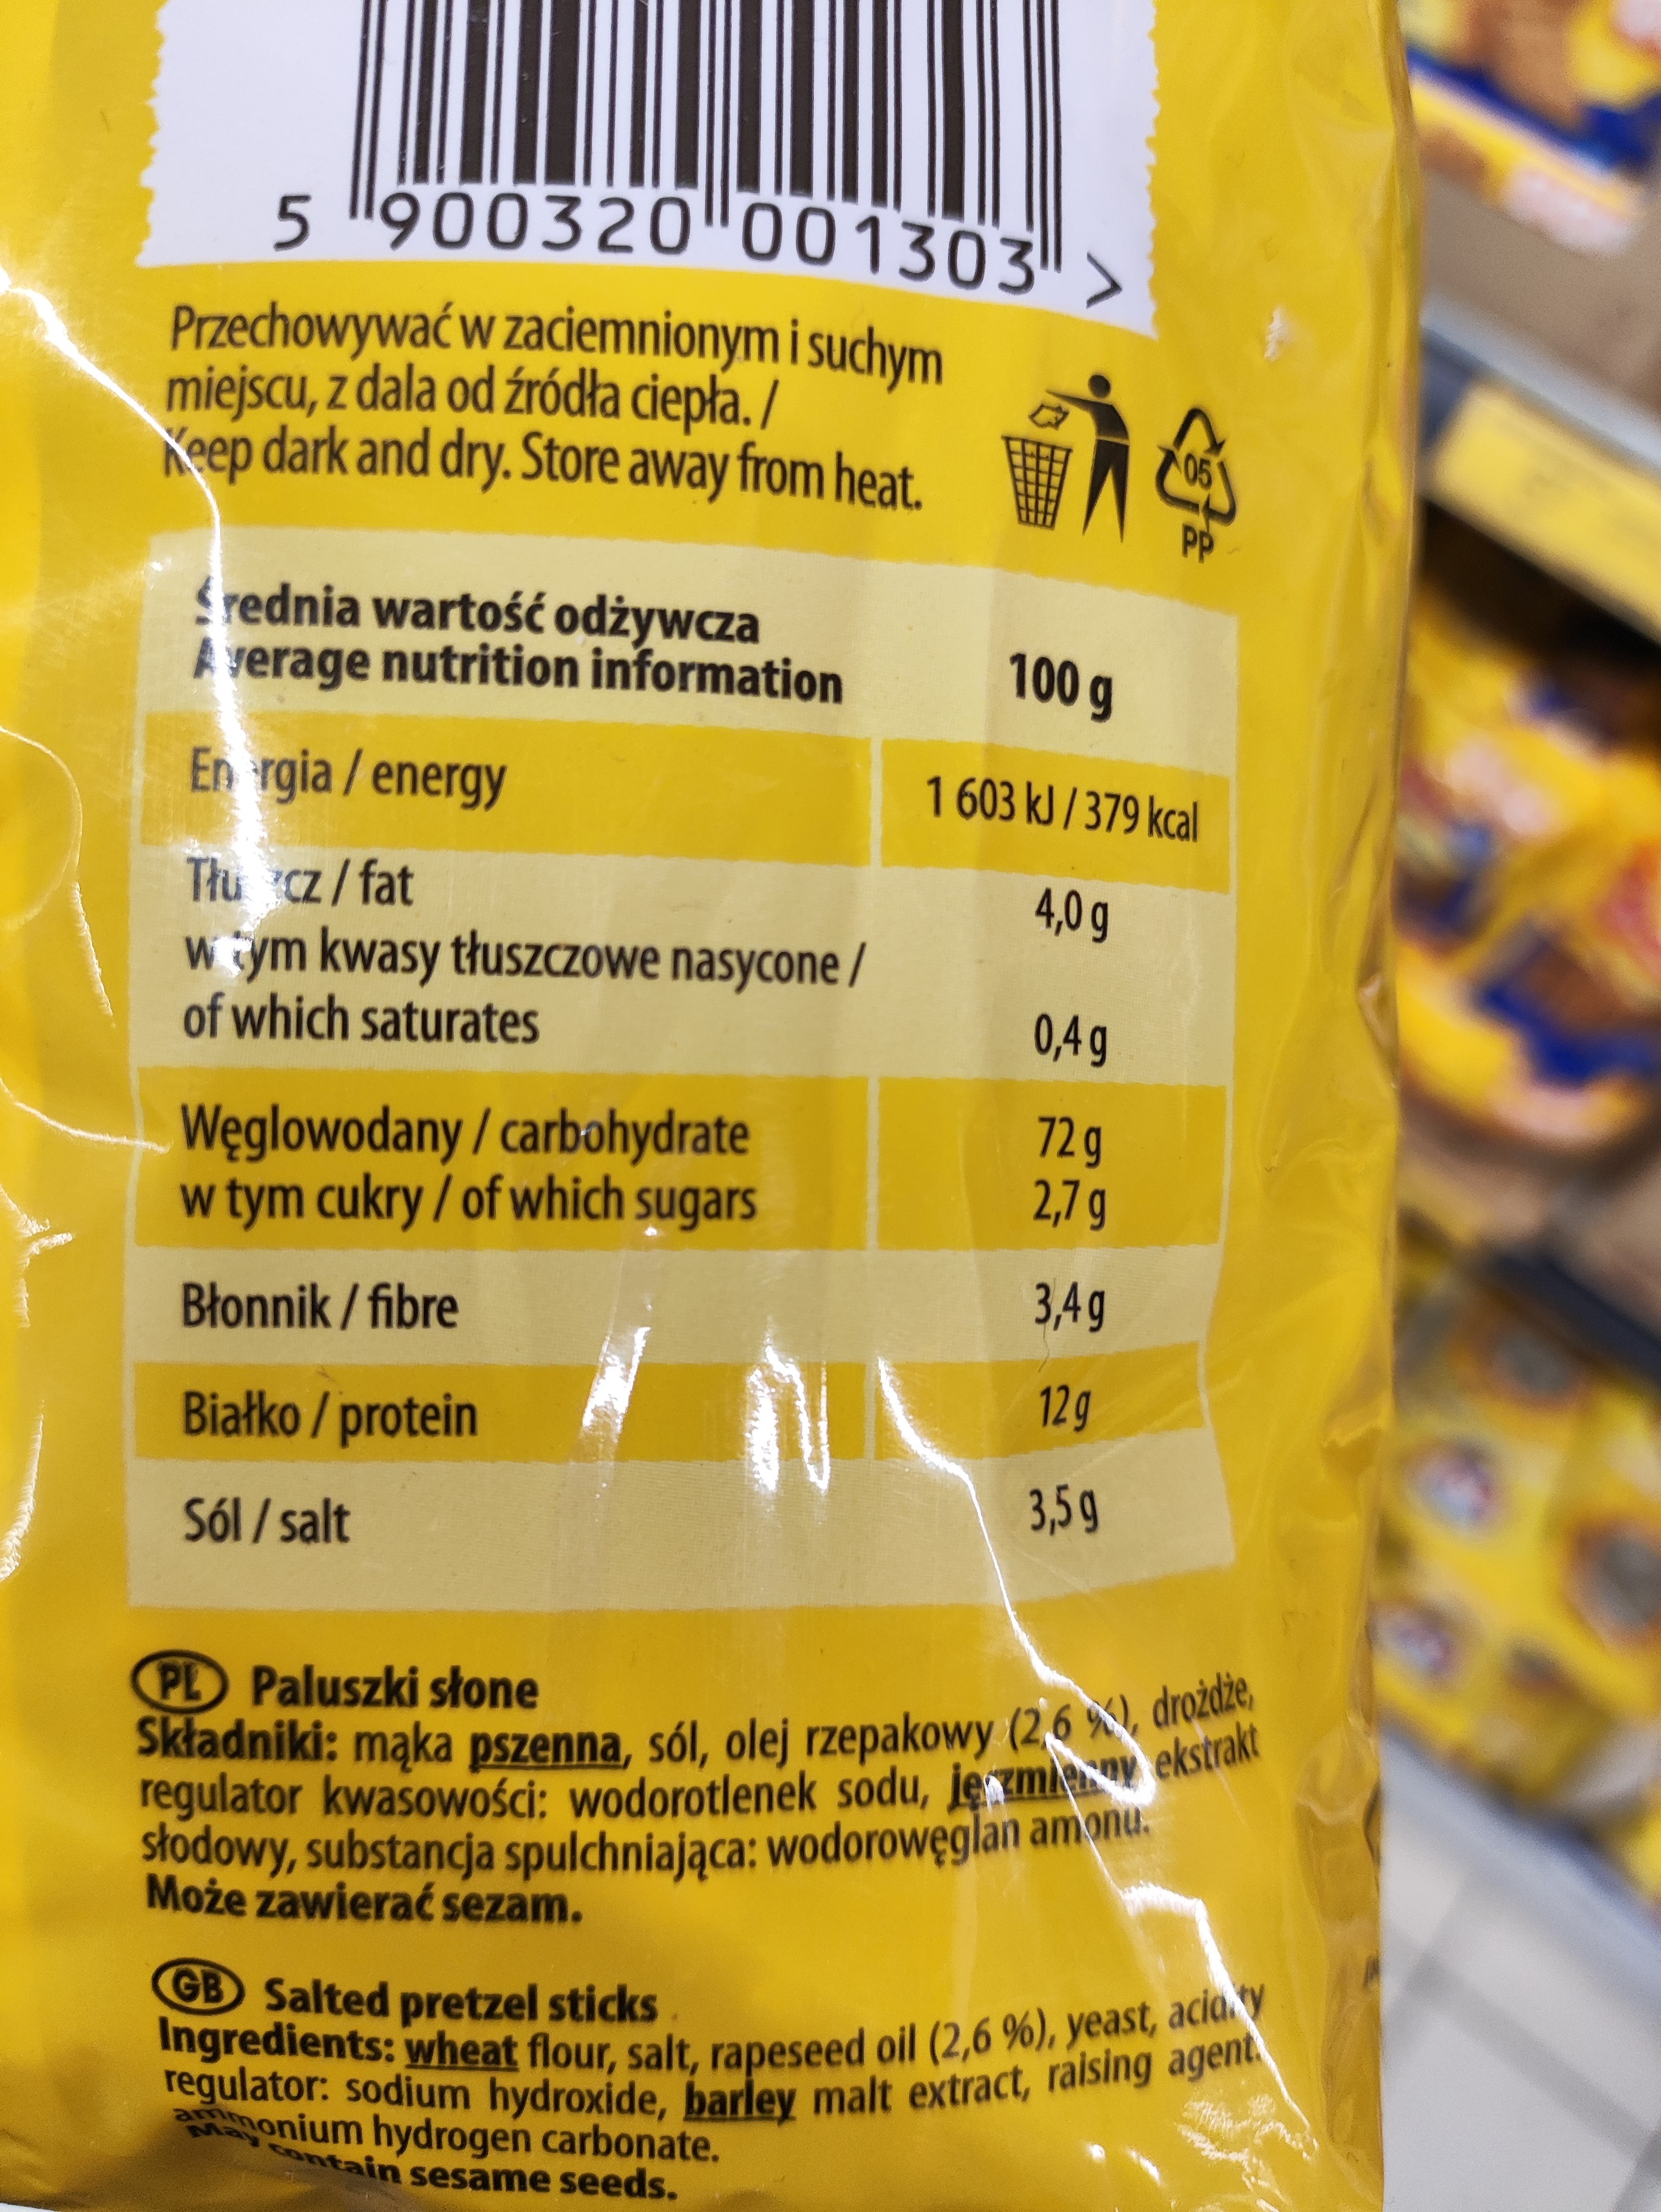 5 900320 001303 >
Przechowywać w zaciemnionym i suchym
miejscu, z dala od źródła ciepła. /
Keep dark and dry. Store away from heat.
05
PP
Średnia wartość odżywcza
Average nutrition information
100 g
Energia / energy
1 603 kJ / 379 kcal
Tłuszcz / fat
4,0 g
w tym kwasy tłuszczowe nasycone /
of which saturates
0,4 g
Węglowodany / carbohydrate
72 g
w tym cukry / of which sugars
2,7 g
Błonnik / fibre
3,4 g
Białko / protein
12 g
Sól / salt
3,5 g
PL Paluszki słone
Składniki: mąka pszenna, sól, olej rzepakowy (2,6 %), drożdże,
regulator kwasowości: wodorotlenek sodu, jęczmienny ekstrakt
słodowy, substancja spulchniająca: wodorowęglan amonu.
Może zawierać sezam.
GB Salted pretzel sticks
Ingredients: wheat flour, salt, rapeseed oil (2,6 %), yeast, acidity
regulator: sodium hydroxide, barley malt extract, raising agent:
ammonium hydrogen carbonate.
May contain sesame seeds.